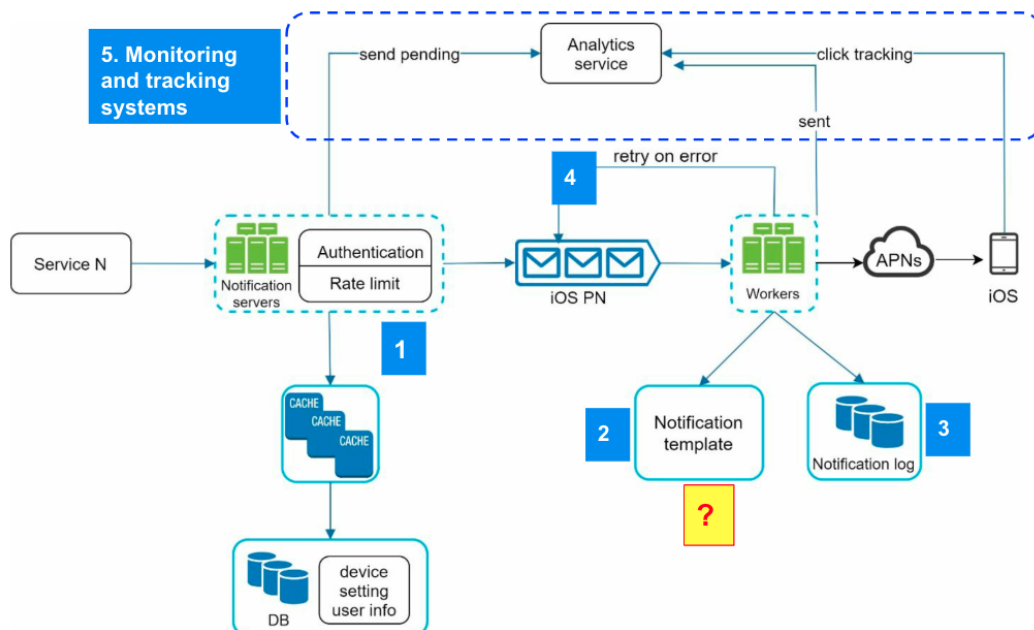 5. Monitoring
and tracking
systems
send pending
Analytics
service
click tracking
sent
4
retry on error
Service N
Notification
servers
Authentication
Rate limit
iOS PN
Workers
APNs
iOS
1
CACHE
CACHE
CACHE
2
Notification
template
Notification log
3
?
DB
device
setting
user info